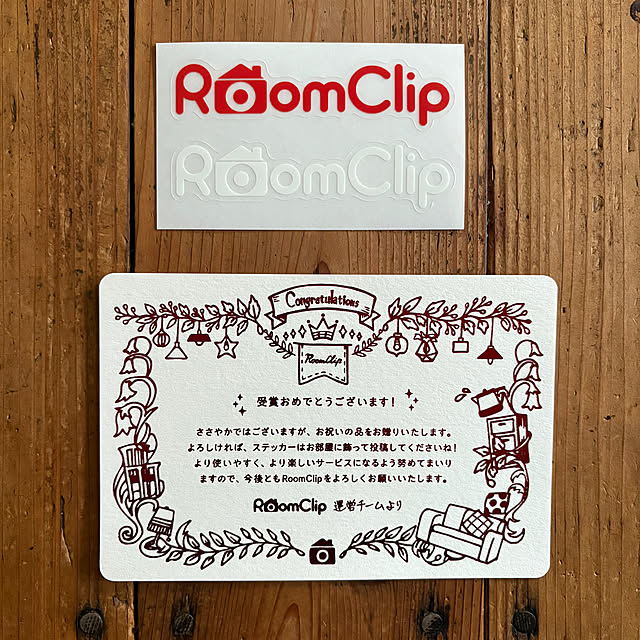 RoomClip
RoomClip
Congratulations
RoomClip
受賞おめでとうございます！
ささやかではございますが、お祝いの品をお贈りいたします。
よろしければ、ステッカーはお部屋に飾って投稿してくださいね！
より使いやすく、より楽しいサービスになるよう努めてまいり
ますので、今後ともRoomClipをよろしくお願いいたします。
RoomClip 運営チームより